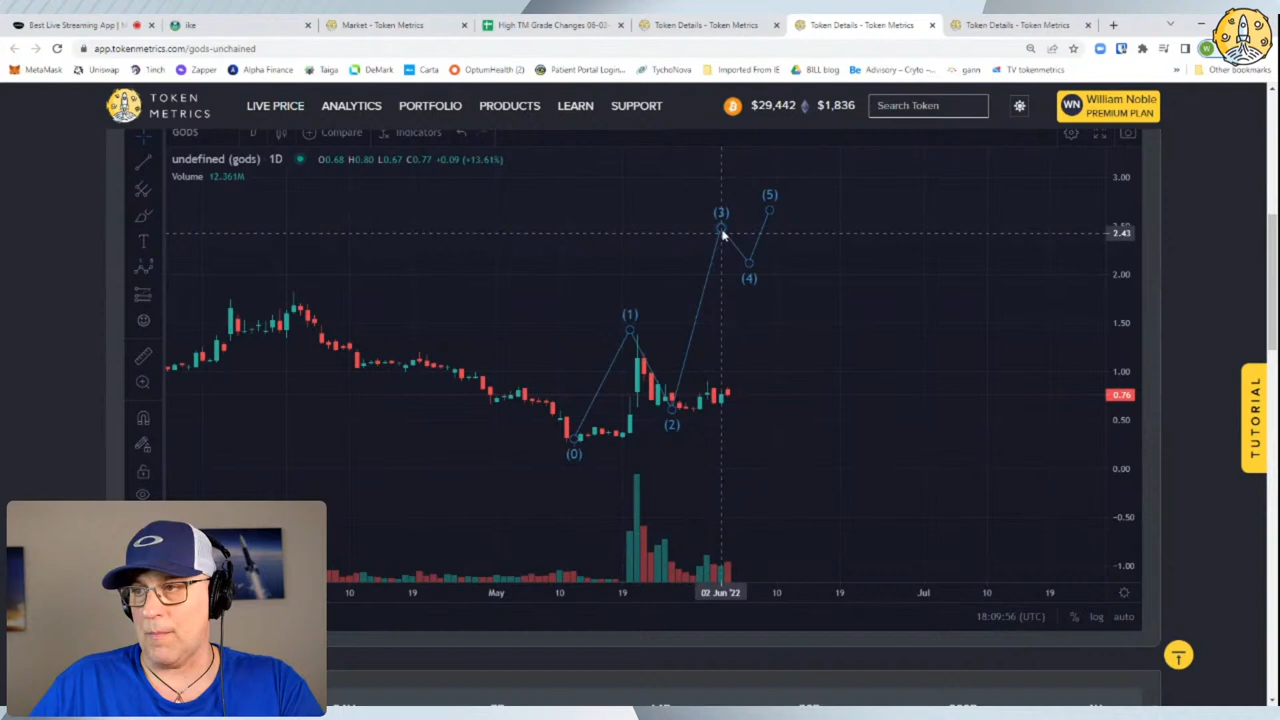 Best Live Streaming App | M
ike
Market - Token Metrics
High TM Grade Changes 06-03-
Token Details - Token Metrics
Token Details - Token Metrics
Token Details - Token Metrics
app.tokenmetrics.com/gods-unchained
MetaMask
Uniswap
1inch
Zapper
Alpha Finance
Taiga
DeMark
Carta
OptumHealth (2)
Patient Portal Login...
TychoNova
Imported From IE
BILL blog
Be Advisory – Cryto –...
gann
TV tokenmetrics
Other bookmarks
TOKEN
METRICS
LIVE PRICE
ANALYTICS
PORTFOLIO
PRODUCTS
LEARN
SUPPORT
$29,442
$1,836
Search Token
WN
William Noble
PREMIUM PLAN
GODS
D
Compare
Indicators
undefined (gods) 1D
O0.68 H0.80 L0.67 C0.77 +0.09 (+13.61%)
Volume 12.361M
(0)
(1)
(2)
(3)
(4)
(5)
3.00
2.43
2.00
1.50
1.00
0.76
0.50
0.00
-0.50
-1.00
10
19
May
10
19
02 Jun '22
10
19
Jul
10
19
18:09:56 (UTC)
%
log
auto
TUTORIAL